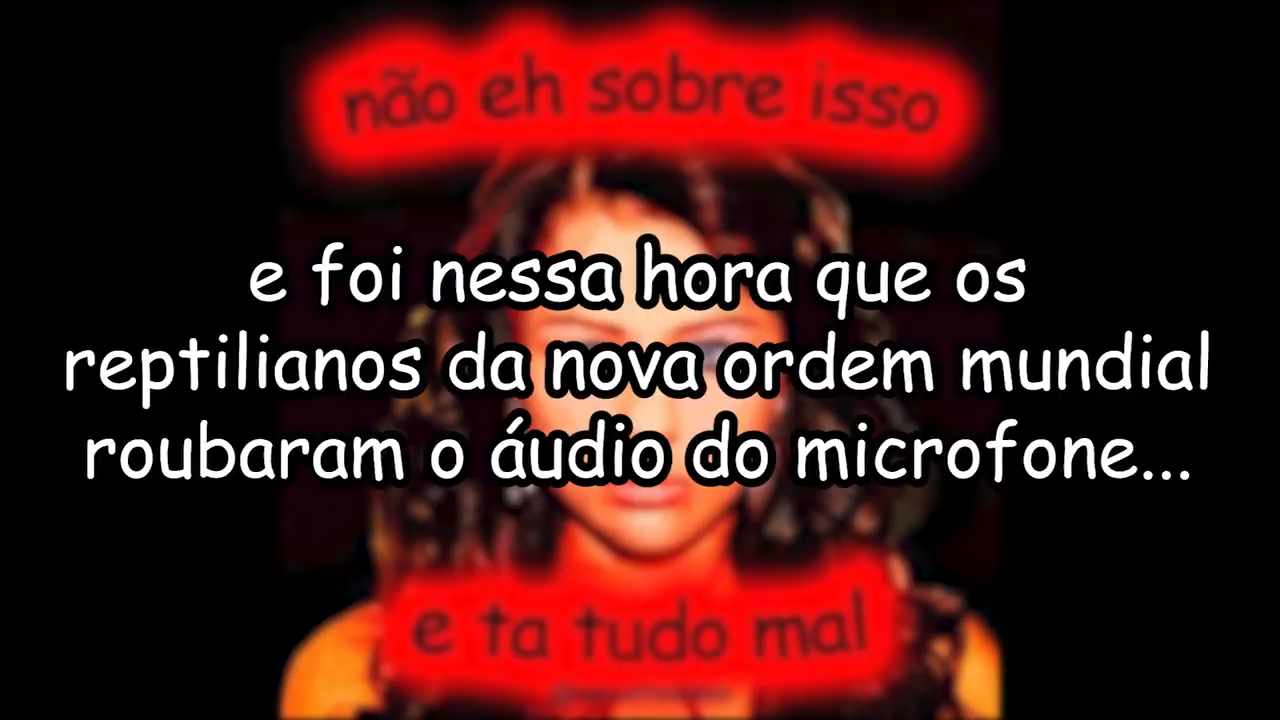 não eh sobre isso
e foi nessa hora que os
reptilianos da nova ordem mundial
roubaram o áudio do microfone...
e ta tudo mal